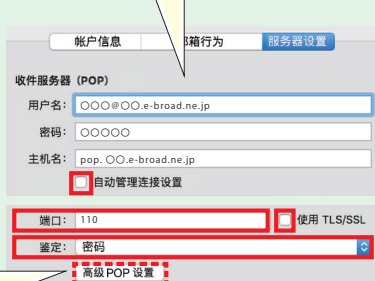 帐户信息 邮箱行为 服务器设置
收件服务器 (POP)
用户名: 〇〇〇@〇〇.e-broad.ne.jp
密码: 〇〇〇〇〇
主机名: pop. 〇〇.e-broad.ne.jp
自动管理连接设置
端口: 110 使用 TLS/SSL
鉴定: 密码
高级 POP 设置